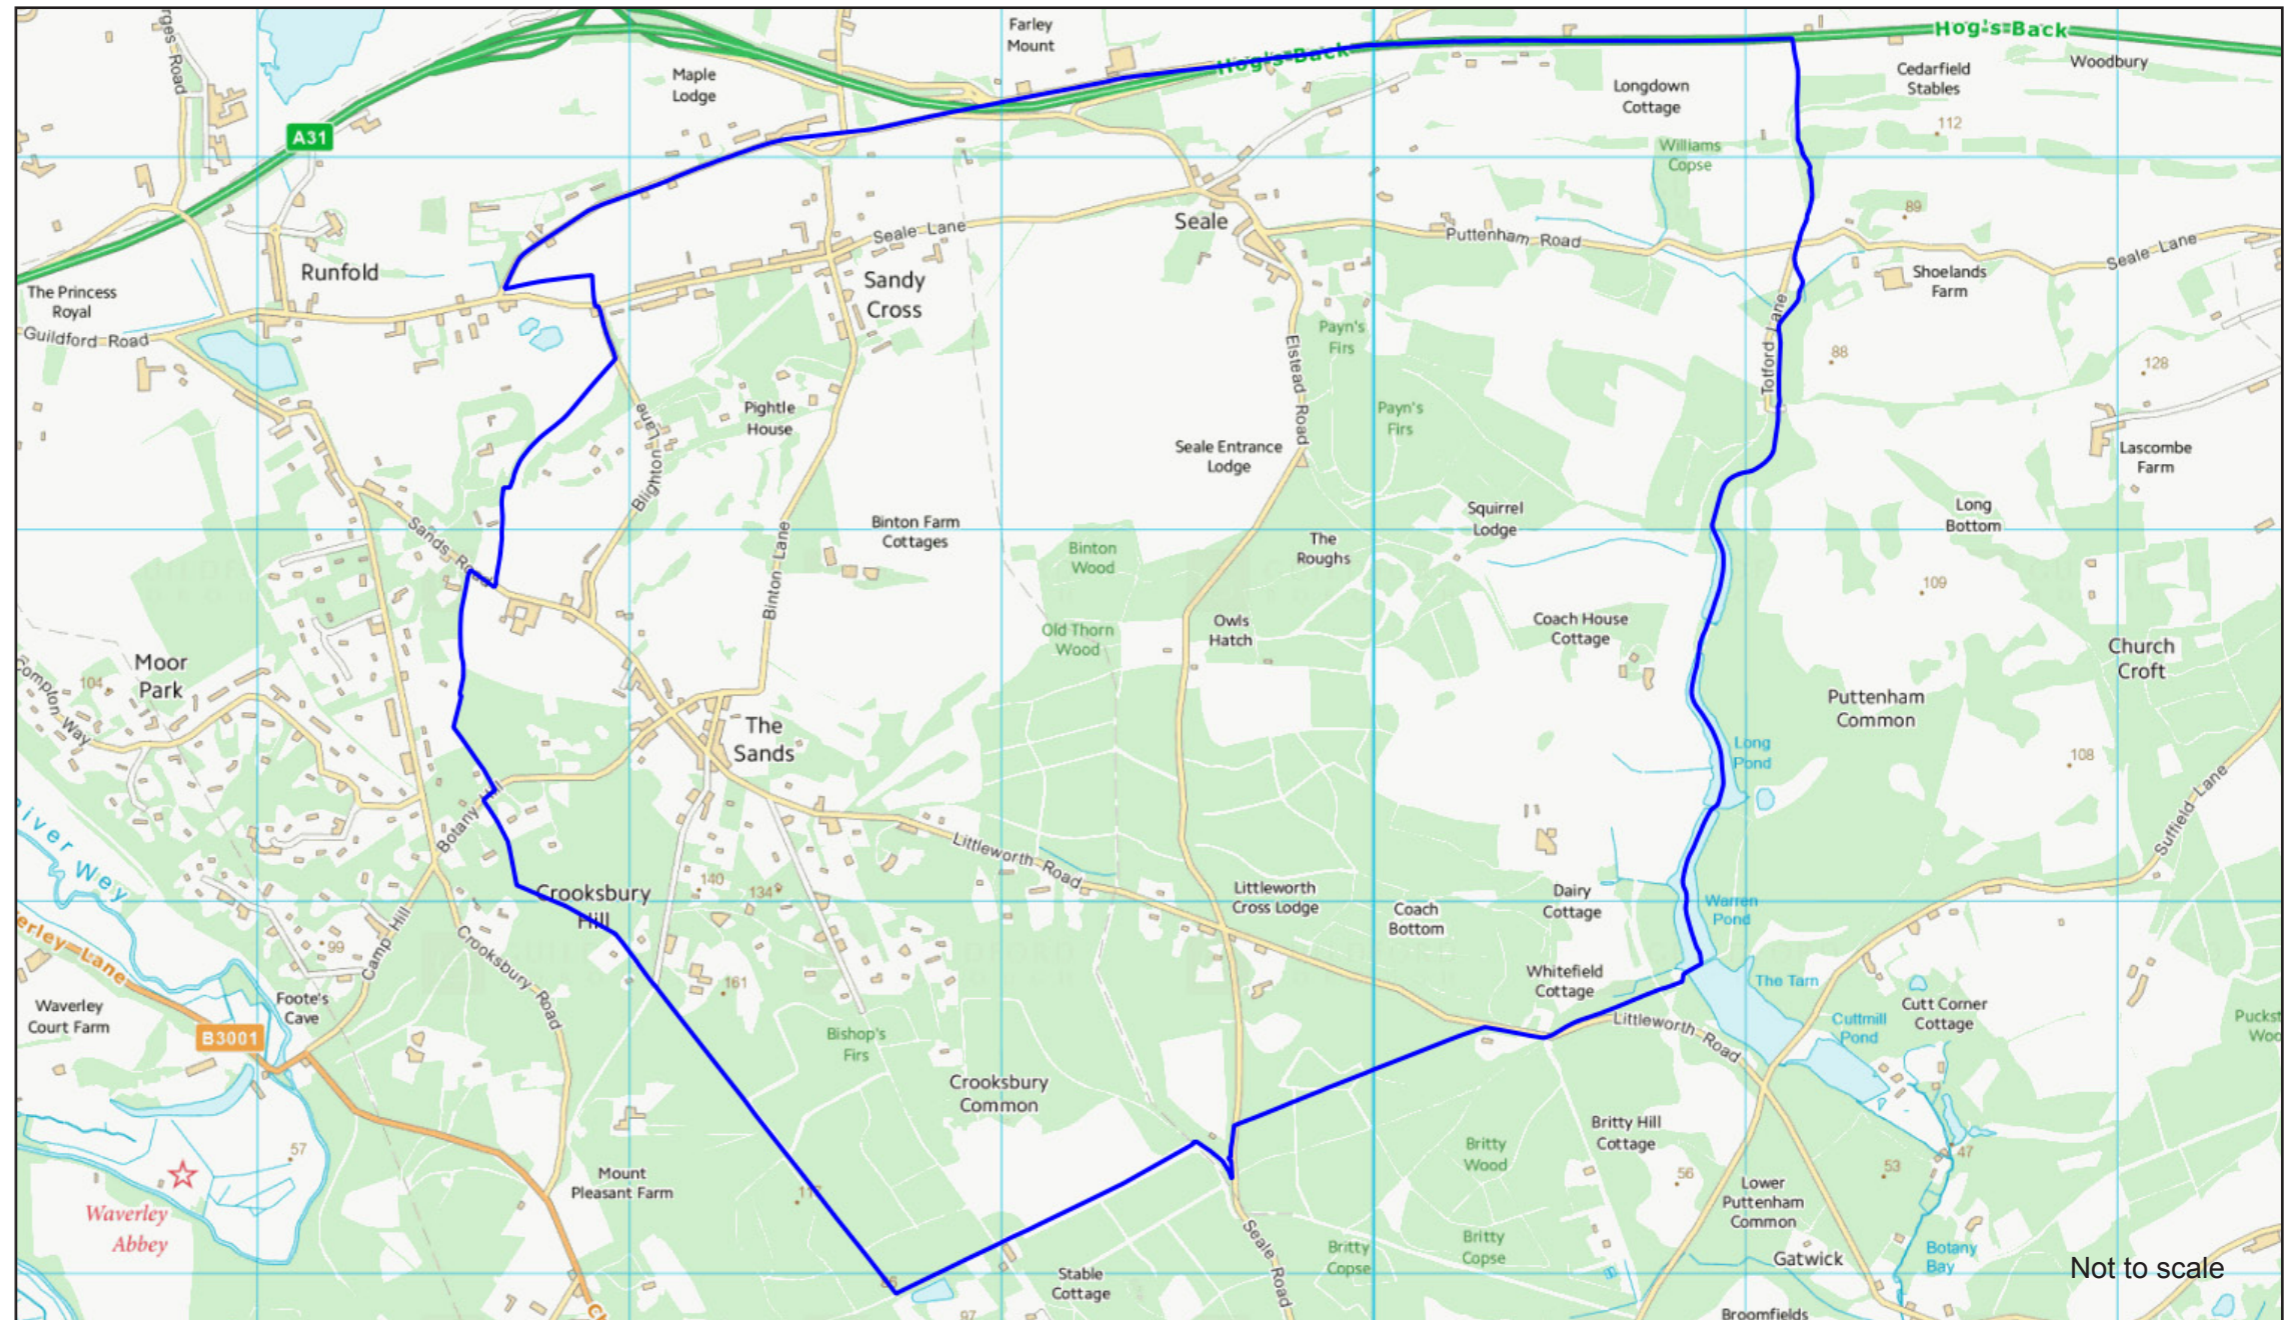 rges Road
Farley
Mount
Hog's Back
Hog's Back
Woodbury
Maple
Lodge
Cedarfield
Stables
Longdown
Cottage
A31
112
Williams
Copse
89
Seale
Seale Lane
Puttenham Road
Seale Lane
Runfold
Sandy
Cross
Shoelands
Farm
The Princess
Royal
Guildford Road
Payn's
Firs
Elstead Road
Totford Lane
88
128
Pightle
House
Blighton Lane
Payn's
Firs
Seale Entrance
Lodge
Lascombe
Farm
Sands Road
Binton Farm
Cottages
Binton Lane
Squirrel
Lodge
Long
Bottom
The
Roughs
Binton
Wood
109
Old Thorn
Wood
Owls
Hatch
Coach House
Cottage
Church
Croft
Moor
Park
104
Compton Way
Puttenham
Common
The
Sands
Long
Pond
108
Suffield Lane
River Wey
Botany Hill
Littleworth Road
Crooksbury
Hill
140
134
Littleworth
Cross Lodge
Coach
Bottom
Dairy
Cottage
Warren
Pond
erley Lane
99
Camp Hill
Crooksbury Road
161
Whitefield
Cottage
The Tarn
Waverley
Court Farm
Foote's
Cave
B3001
Bishop's
Firs
Littleworth Road
Cuttmill
Pond
Cutt Corner
Cottage
Puckst
Woo
Crooksbury
Common
Britty Hill
Cottage
57
Britty
Wood
47
53
56
Mount
Pleasant Farm
Lower
Puttenham
Common
Waverley
Abbey
Seale Road
Britty
Copse
Britty
Copse
Gatwick
Botany
Bay
Not to scale
Stable
Cottage
97
Broomfields